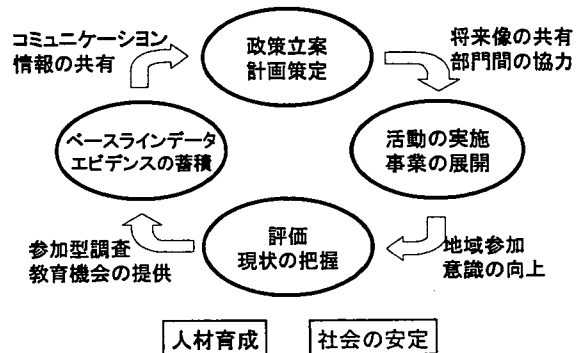 コミュニケーション
情報の共有
政策立案
計画策定
将来像の共有
部門間の協力
ベースラインデータ
エビデンスの蓄積
活動の実施
事業の展開
参加型調査
教育機会の提供
評価
現状の把握
地域参加
意識の向上
人材育成
社会の安定